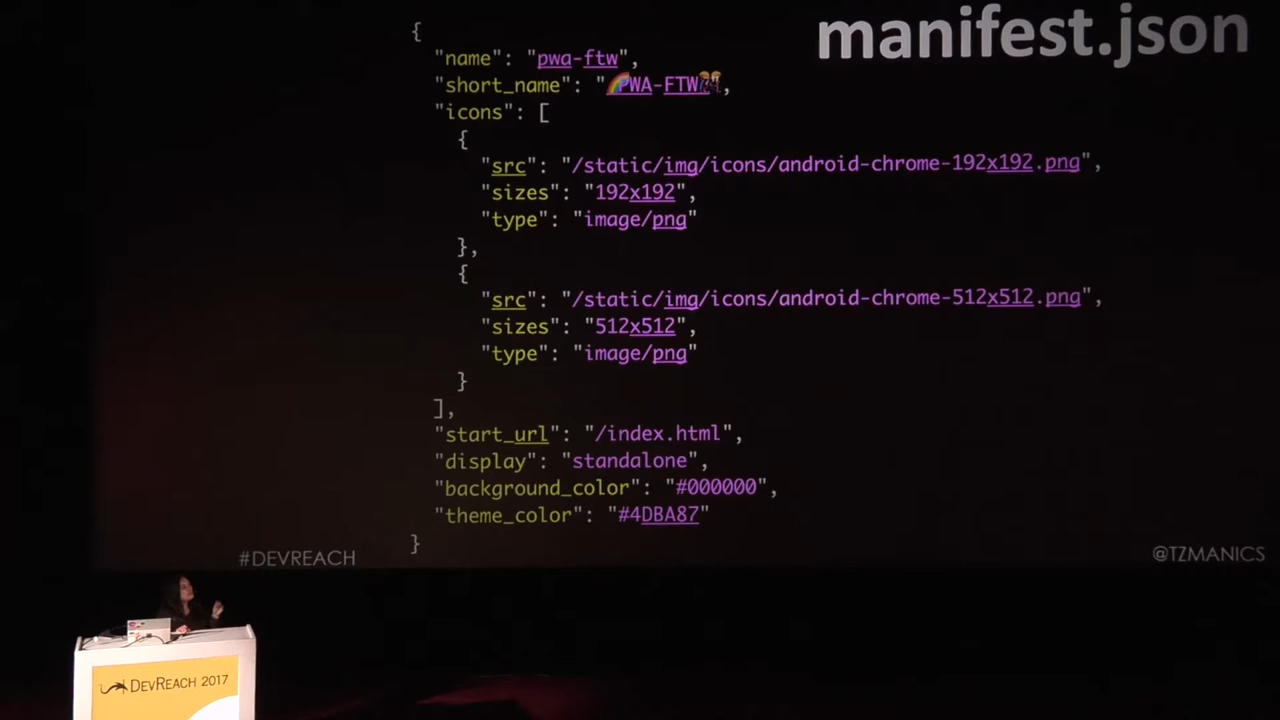 manifest.json
{
"name": "pwa-ftw",
"short_name": "🌈PWA-FTW👯",
"icons": [
{
"src": "/static/img/icons/android-chrome-192x192.png",
"sizes": "192x192",
"type": "image/png"
},
{
"src": "/static/img/icons/android-chrome-512x512.png",
"sizes": "512x512",
"type": "image/png"
}
],
"start_url": "/index.html",
"display": "standalone",
"background_color": "#000000",
"theme_color": "#4DBA87"
}
#DEVREACH
@TZMANICS
DEVREACH 2017